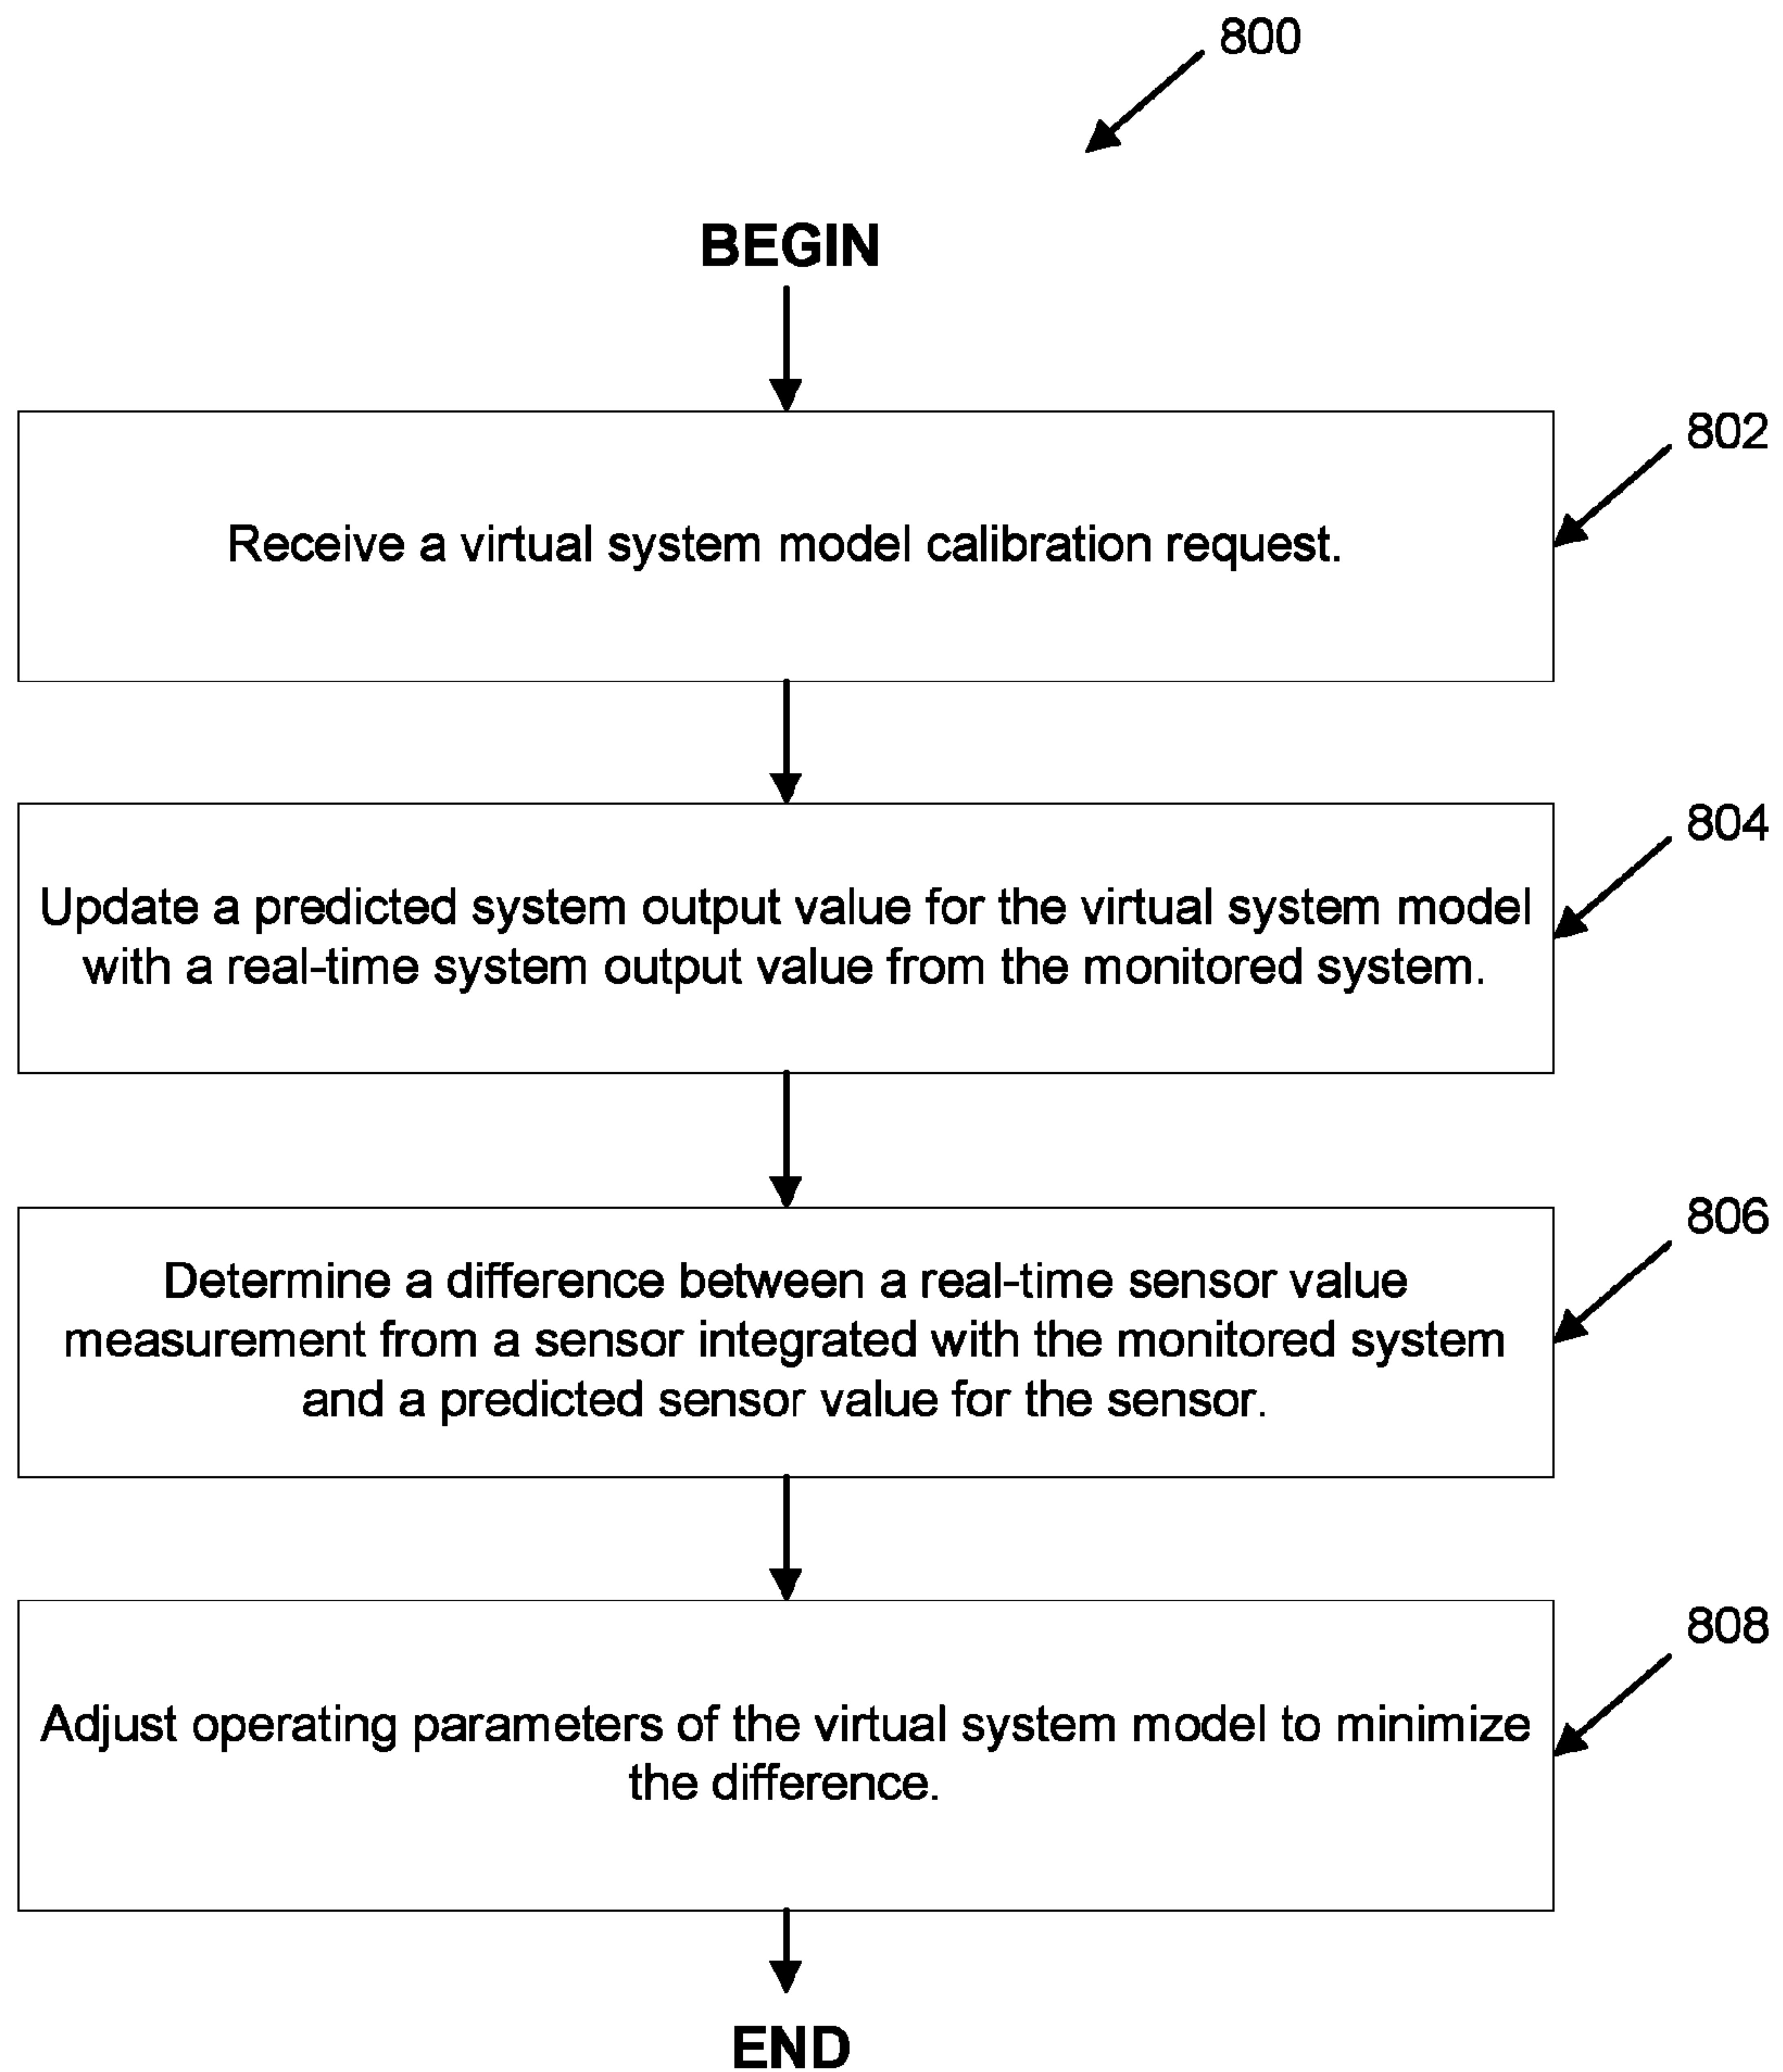 800
BEGIN
802
Receive a virtual system model calibration request.
804
Update a predicted system output value for the virtual system model
with a real-time system output value from the monitored system.
806
Determine a difference between a real-time sensor value
measurement from a sensor integrated with the monitored system
and a predicted sensor value for the sensor.
808
Adjust operating parameters of the virtual system model to minimize
the difference.
END